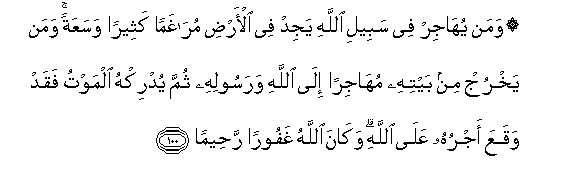 ۞ وَمَن يُهَاجِرْ فِى سَبِيلِ ٱللَّهِ يَجِدْ فِى ٱلْأَرْضِ مُرَٰغَمًا كَثِيرًا وَسَعَةً ۚ وَمَن
يَخْرُجْ مِنۢ بَيْتِهِۦ مُهَاجِرًا إِلَى ٱللَّهِ وَرَسُولِهِۦ ثُمَّ يُدْرِكْهُ ٱلْمَوْتُ فَقَدْ
وَقَعَ أَجْرُهُۥ عَلَى ٱللَّهِ ۗ وَكَانَ ٱللَّهُ غَفُورًا رَّحِيمًا ۝١٠٠